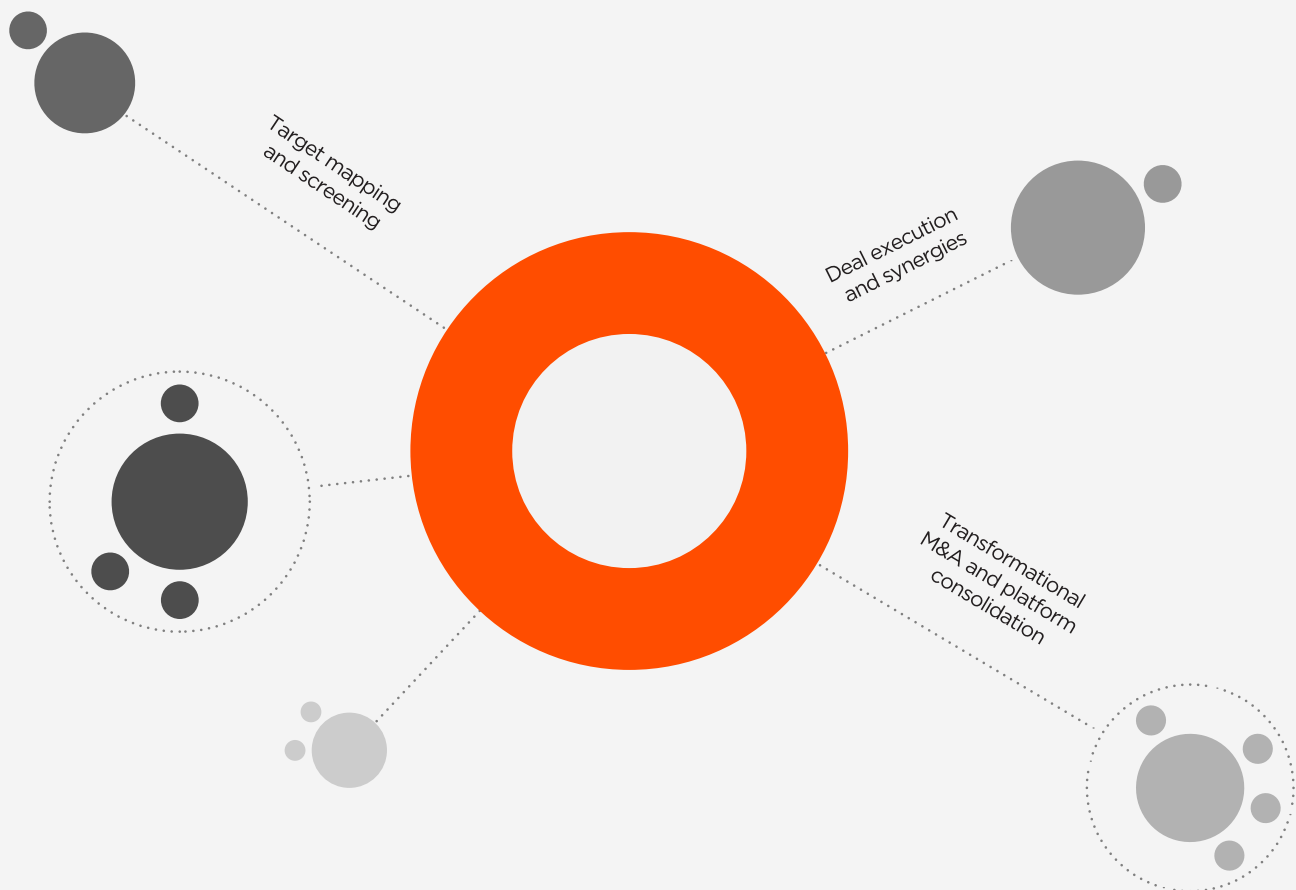 Target mapping
and screening
Deal execution
and synergies
Transformational
M&A and platform
consolidation